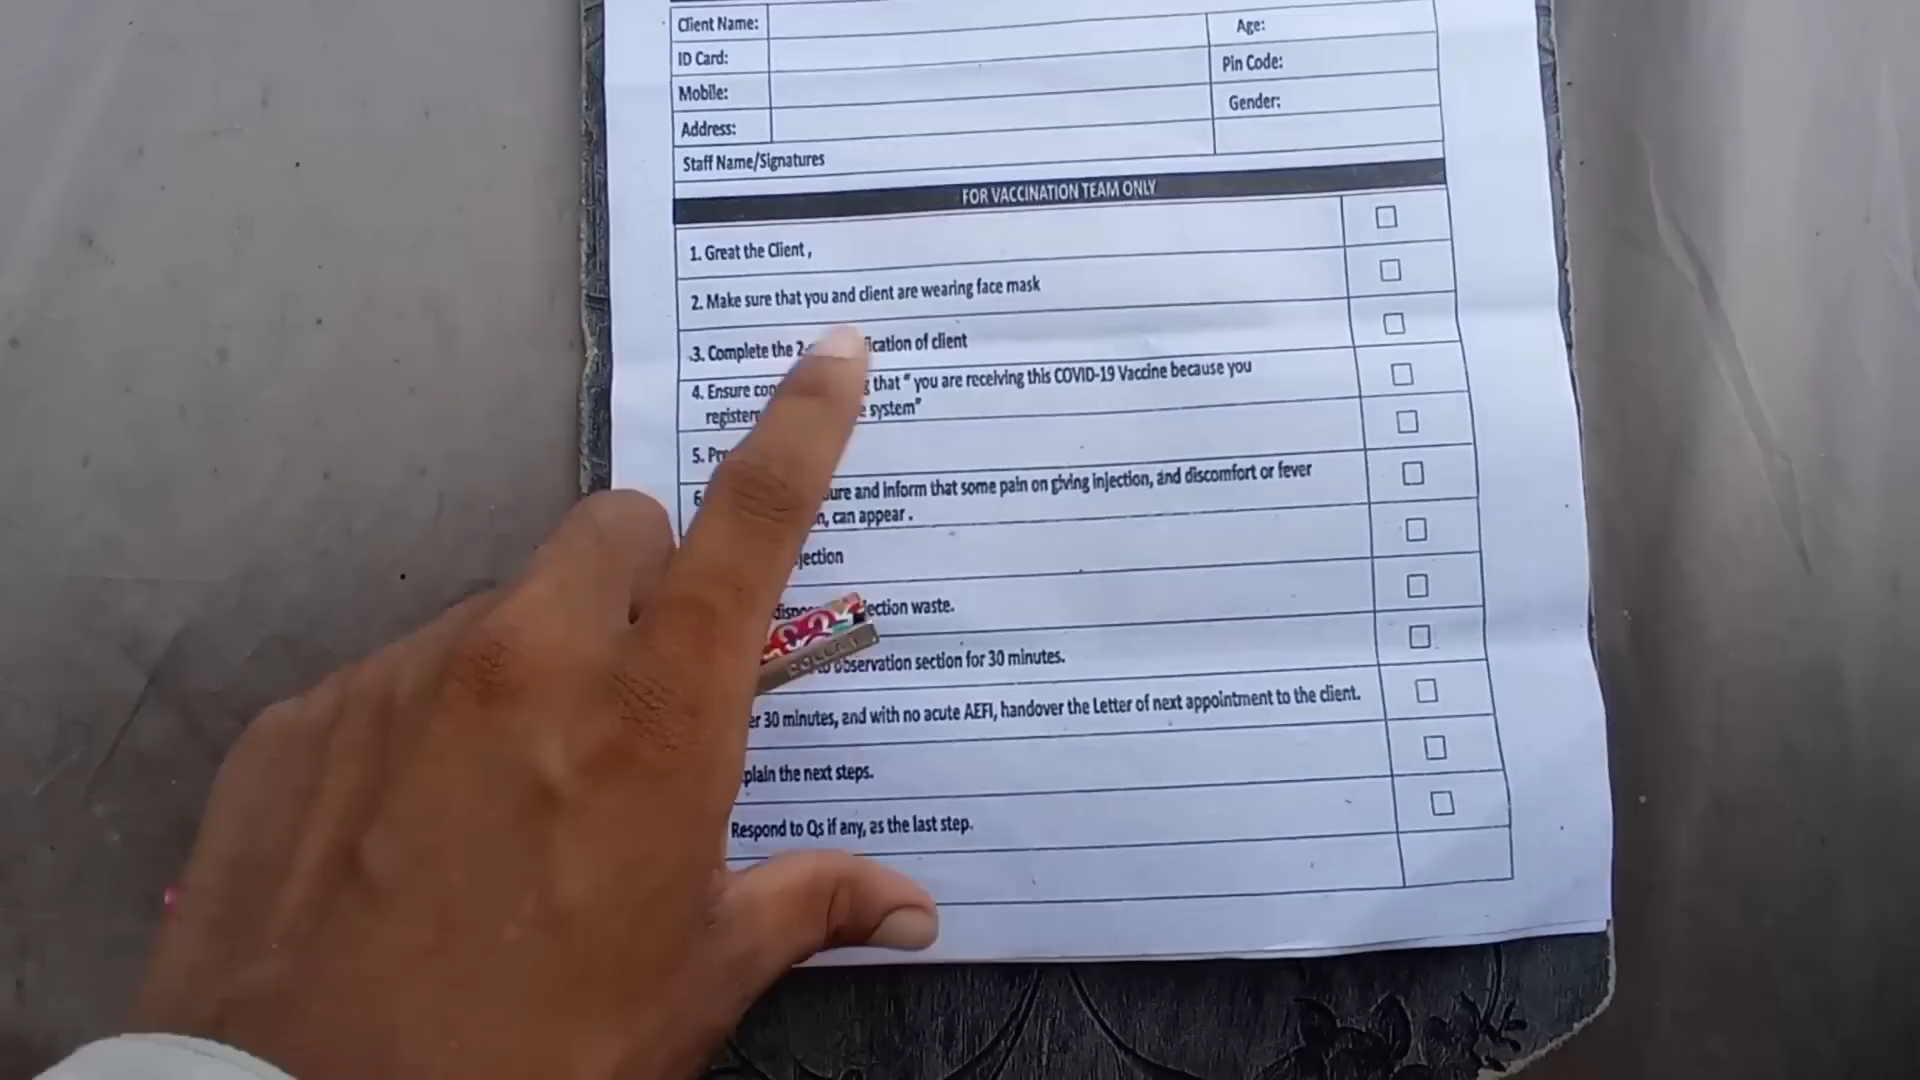 Client Name:
Age:
ID Card:
Pin Code:
Mobile:
Gender:
Address:
Staff Name/Signatures
FOR VACCINATION TEAM ONLY
1. Great the Client,
2. Make sure that you and client are wearing face mask
3. Complete the of client
4. Ensure that " you are receiving this COVID-19 Vaccine because you
system"
5.
6. and inform that some pain on giving injection, and discomfort or fever
can appear.
waste.
observation section for 30 minutes.
30 minutes, and with no acute AEFI, handover the Letter of next appointment to the client.
the next steps.
Respond to Qs if any, as the last step.